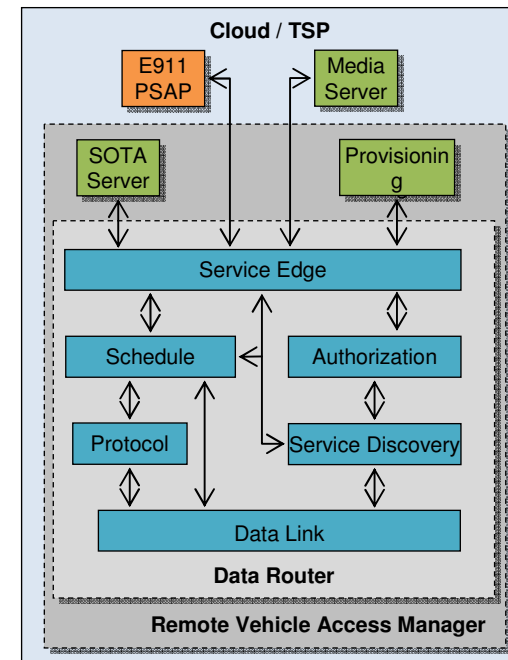 Cloud / TSP
E911
PSAP
Media
Server
SOTA
Server
Provisionin
g
Service Edge
Schedule
Authorization
Protocol
Service Discovery
Data Link
Data Router
Remote Vehicle Access Manager